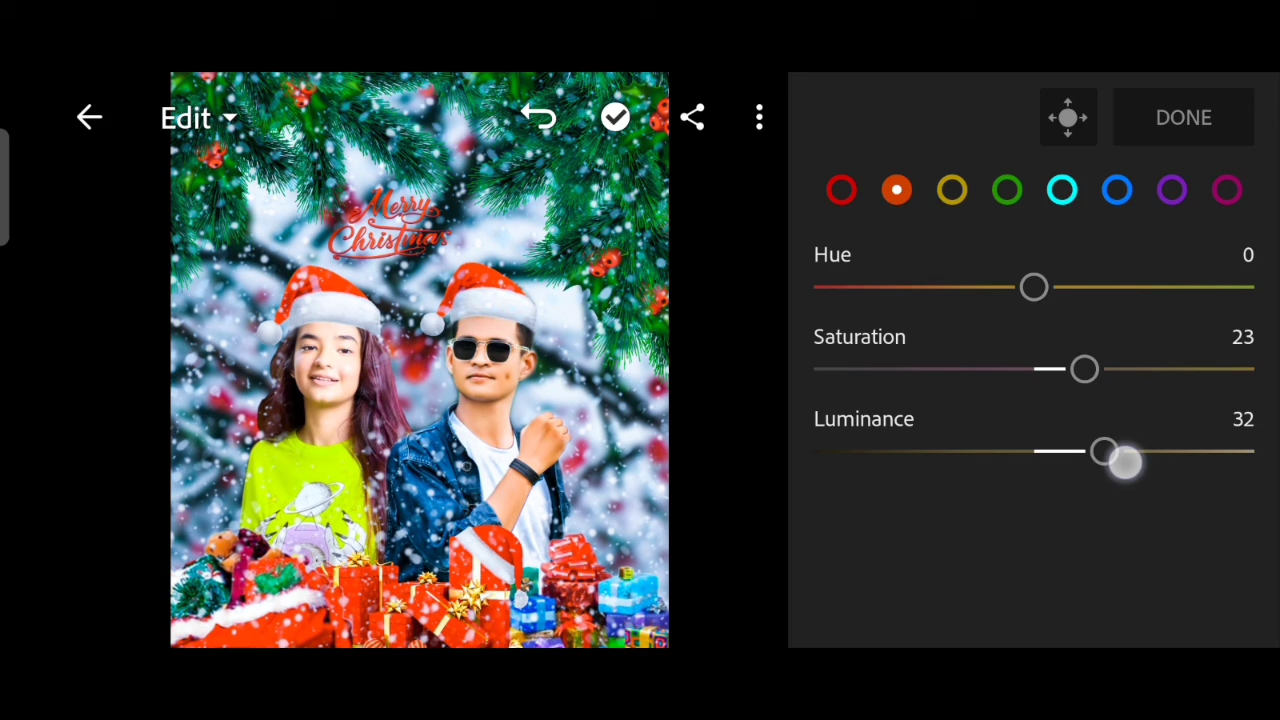 Edit
DONE
Merry
Christmas
Hue 0
Saturation 23
Luminance 32